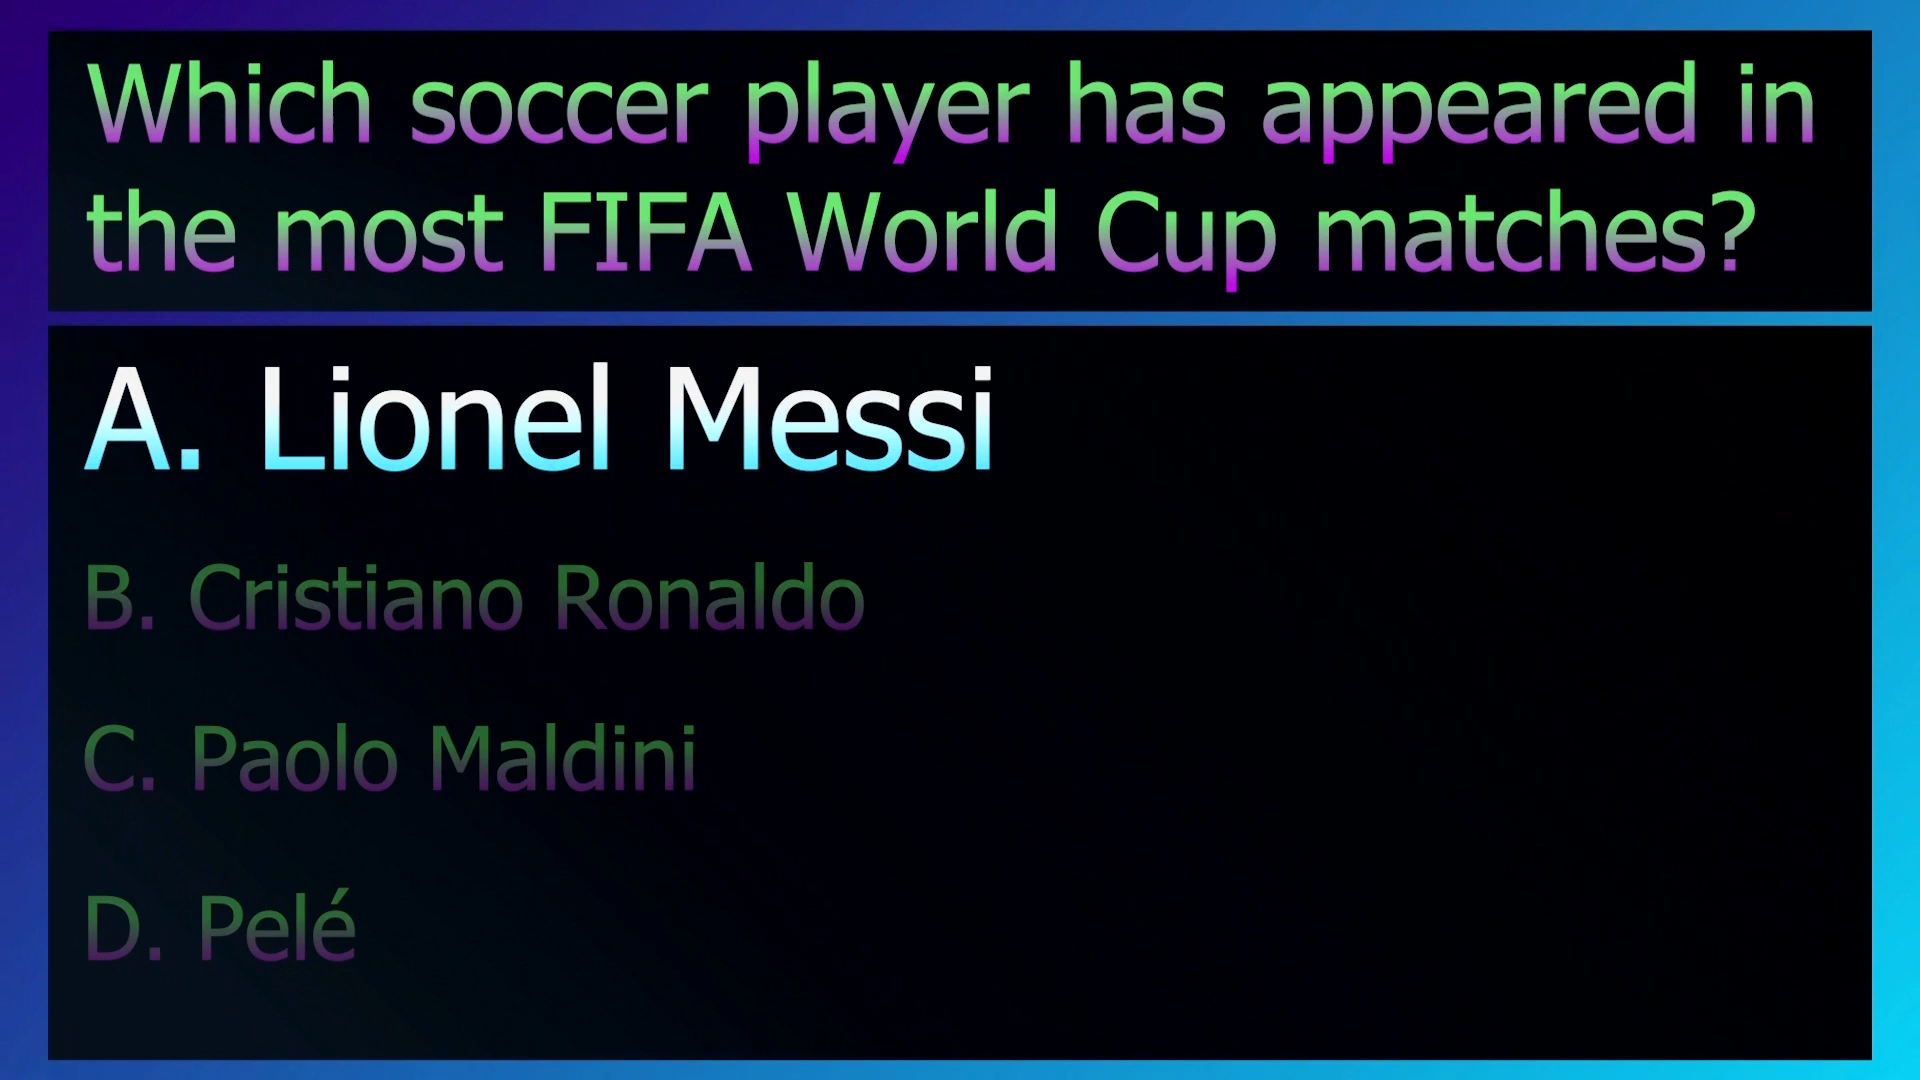 Which soccer player has appeared in
the most FIFA World Cup matches?
A. Lionel Messi
B. Cristiano Ronaldo
C. Paolo Maldini
D. Pelé